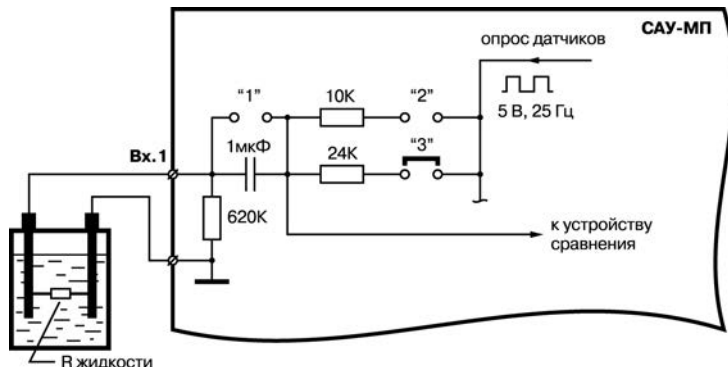 САУ-МП
опрос датчиков
5 В, 25 Гц
“1”
10К
“2”
1мкФ
24К
“3”
Вх. 1
620К
к устройству
сравнения
R жидкости